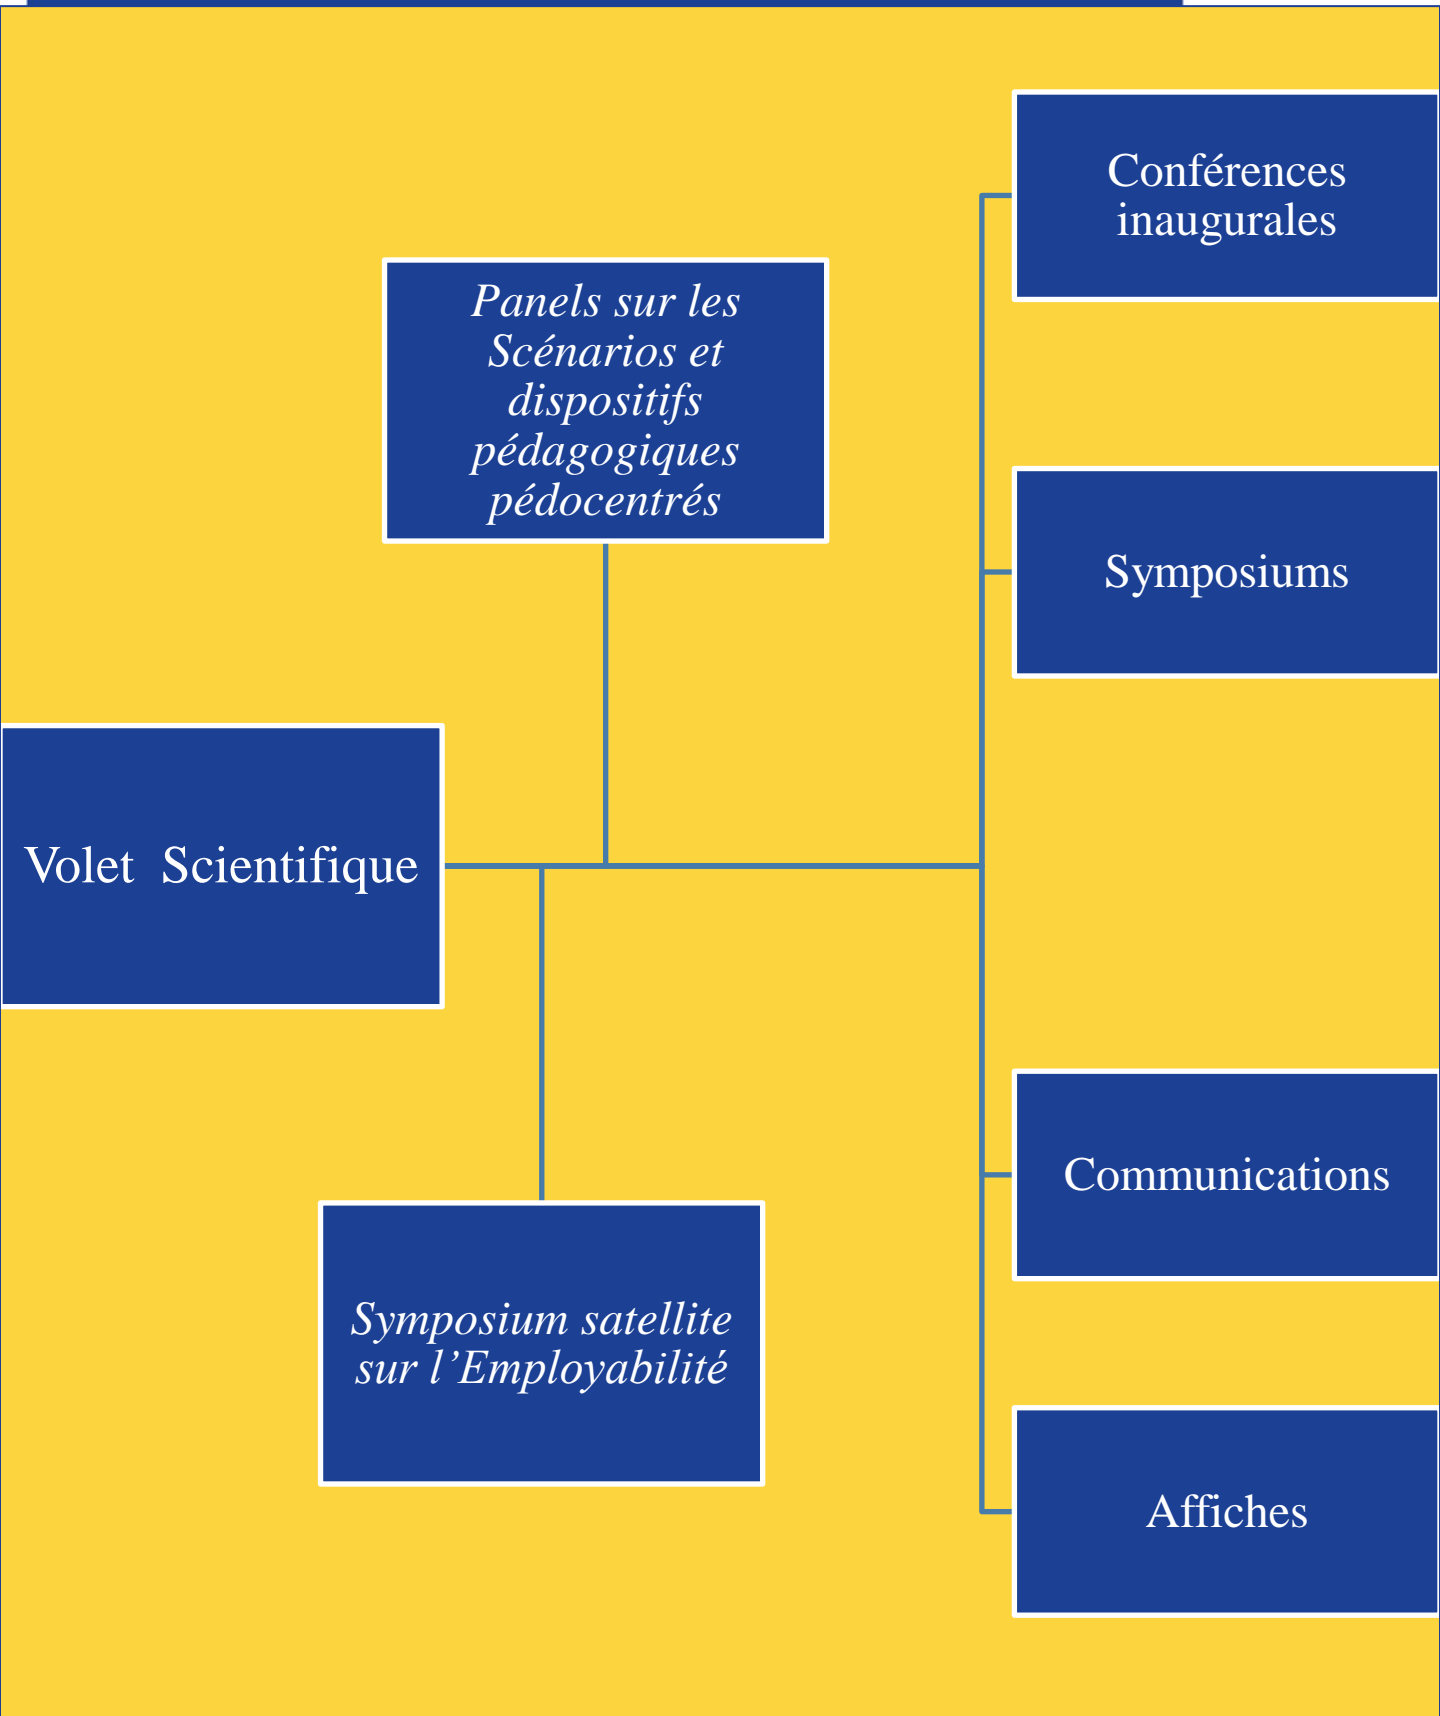 Conférences
inaugurales
Panels sur les
Scénarios et
dispositifs
pédagogiques
pédocentrés
Symposiums
Volet  Scientifique
Communications
Symposium satellite
sur l’Employabilité
Affiches